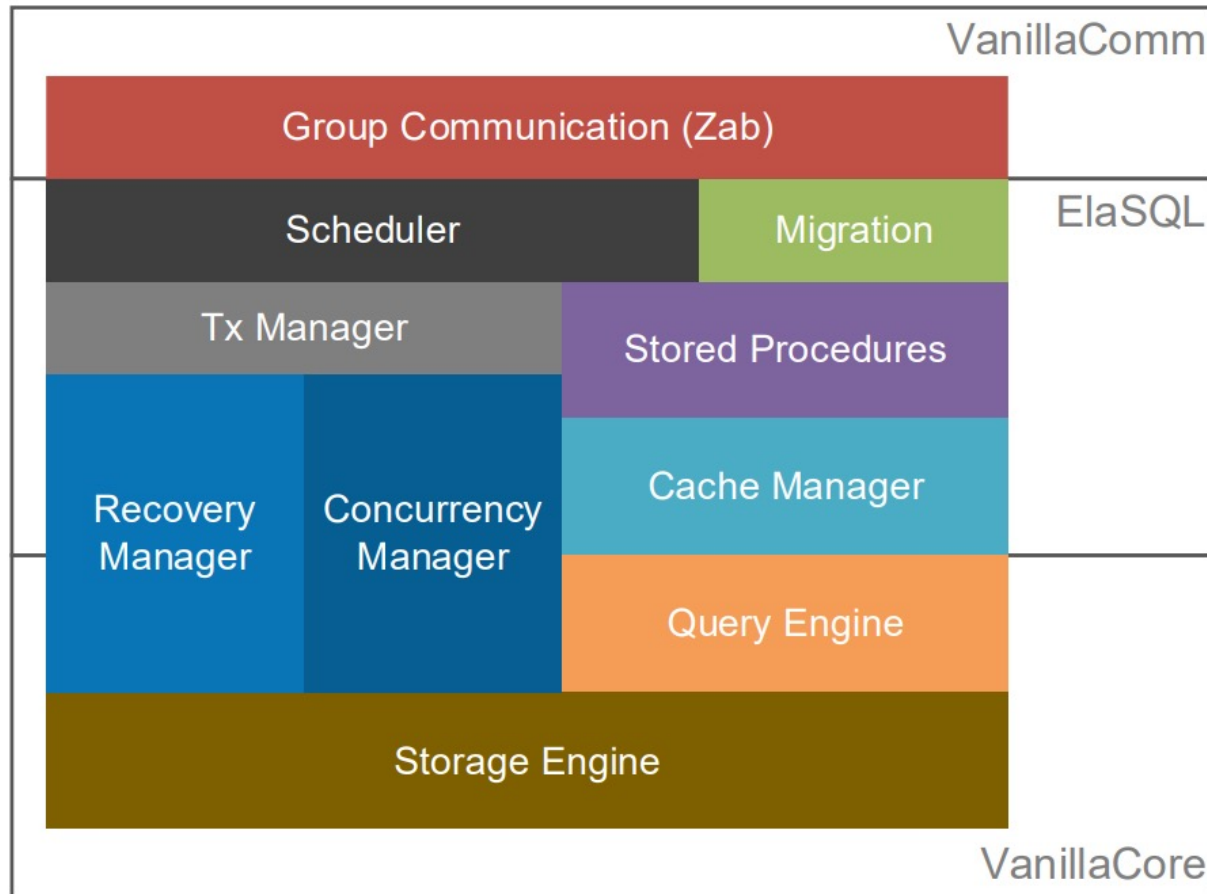 VanillaComm
Group Communication (Zab)
Scheduler
Migration
ElaSQL
Tx Manager
Stored Procedures
Recovery
Manager
Concurrency
Manager
Cache Manager
Query Engine
Storage Engine
VanillaCore